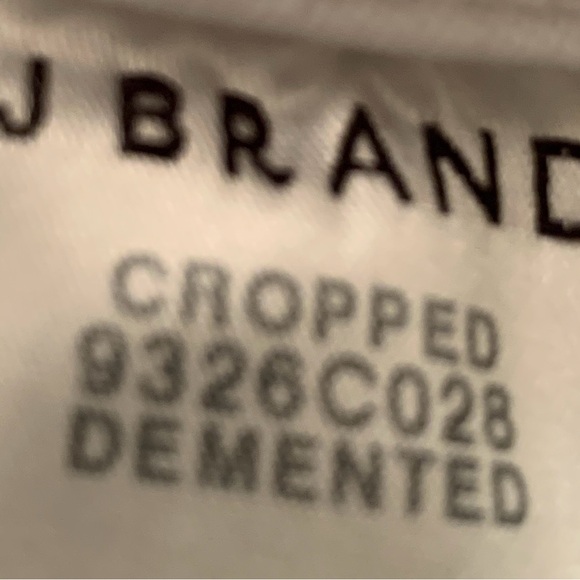 J BRAND
CROPPED
9326C028
DEMENTED